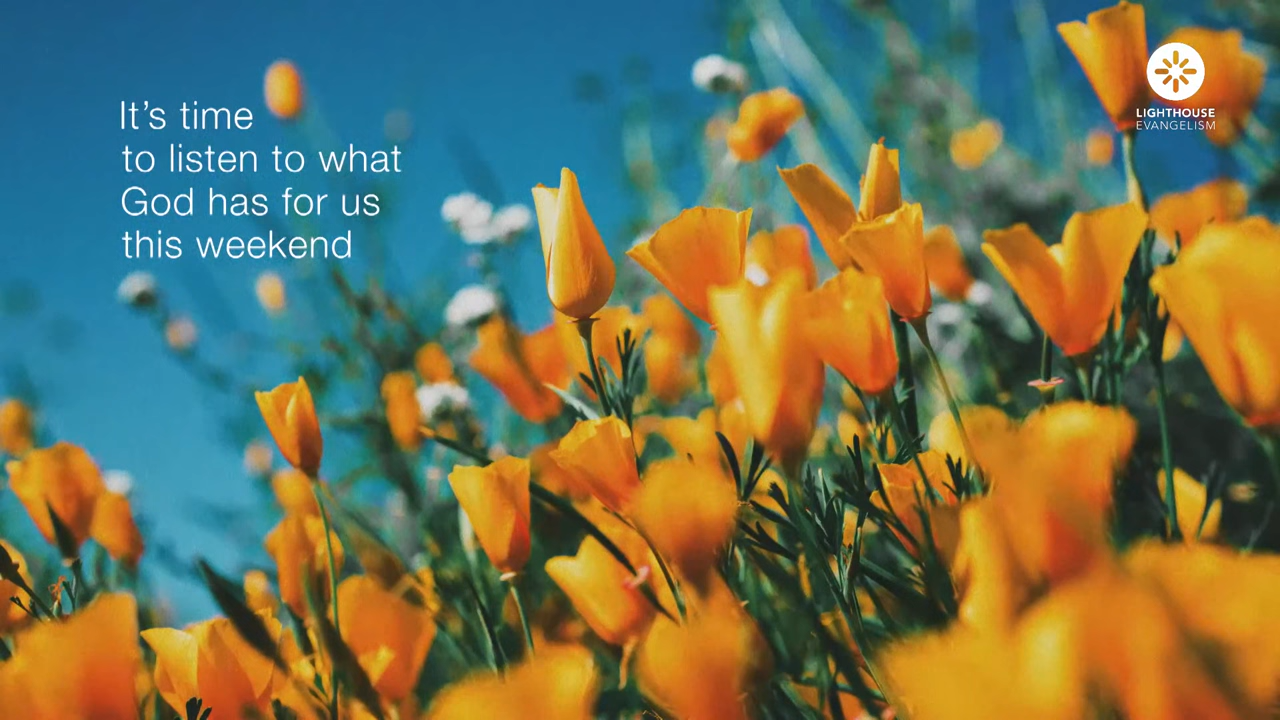 It's time
to listen to what
God has for us
this weekend
LIGHTHOUSE
EVANGELISM